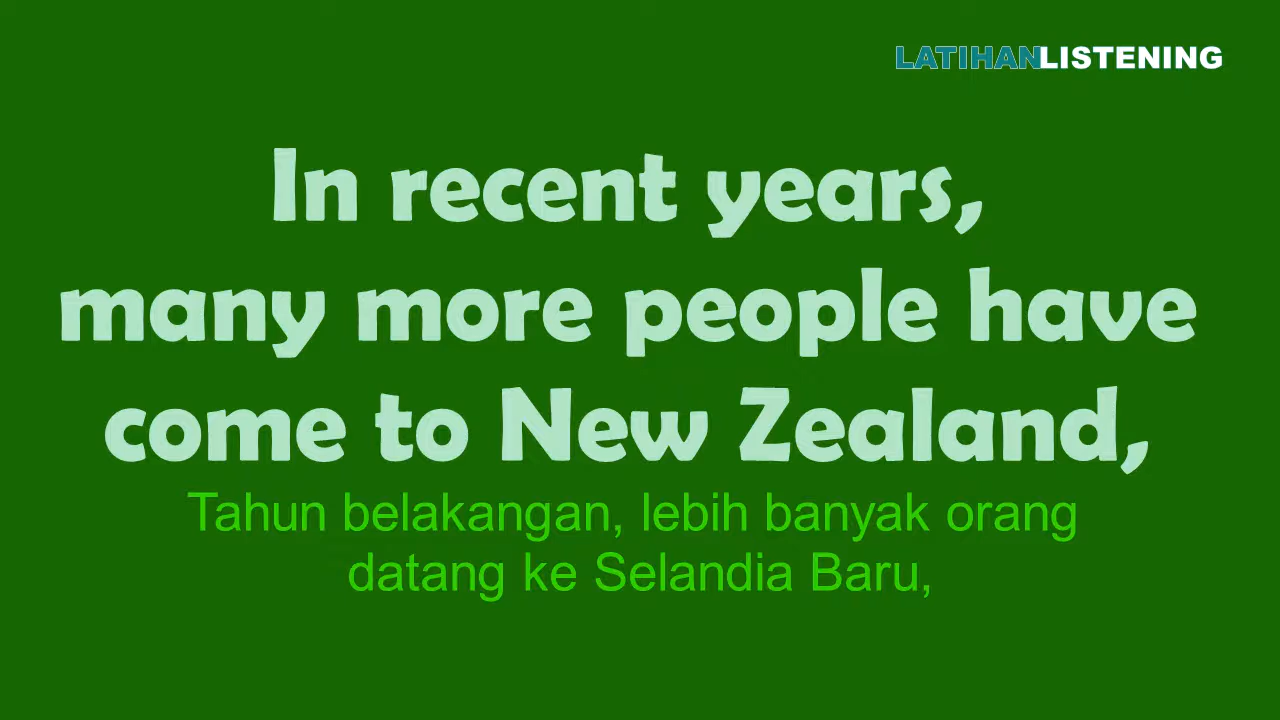 LATIHANLISTENING
In recent years,
many more people have
come to New Zealand,
Tahun belakangan, lebih banyak orang
datang ke Selandia Baru,